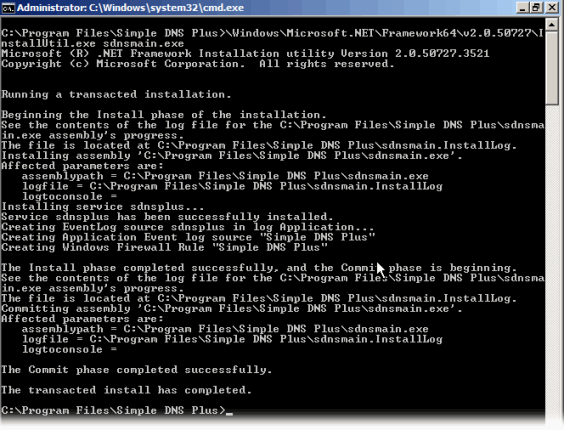 Administrator: C:\Windows\system32\cmd.exe
C:\Program Files\Simple DNS Plus>\Windows\Microsoft.NET\Framework64\v2.0.50727\I
nstallUtil.exe sdnsmain.exe
Microsoft (R) .NET Framework Installation utility Version 2.0.50727.3521
Copyright (c) Microsoft Corporation.  All rights reserved.
Running a transacted installation.
Beginning the Install phase of the installation.
See the contents of the log file for the C:\Program Files\Simple DNS Plus\sdnsma
in.exe assembly's progress.
The file is located at C:\Program Files\Simple DNS Plus\sdnsmain.InstallLog.
Installing assembly 'C:\Program Files\Simple DNS Plus\sdnsmain.exe'.
Affected parameters are:
   assemblypath = C:\Program Files\Simple DNS Plus\sdnsmain.exe
   logfile = C:\Program Files\Simple DNS Plus\sdnsmain.InstallLog
   logtoconsole =
Installing service sdnsplus...
Service sdnsplus has been successfully installed.
Creating EventLog source sdnsplus in log Application...
Creating Application Event log source "Simple DNS Plus"
Creating Windows Firewall Rule "Simple DNS Plus"
The Install phase completed successfully, and the Commit phase is beginning.
See the contents of the log file for the C:\Program Files\Simple DNS Plus\sdnsma
in.exe assembly's progress.
The file is located at C:\Program Files\Simple DNS Plus\sdnsmain.InstallLog.
Committing assembly 'C:\Program Files\Simple DNS Plus\sdnsmain.exe'.
Affected parameters are:
   assemblypath = C:\Program Files\Simple DNS Plus\sdnsmain.exe
   logfile = C:\Program Files\Simple DNS Plus\sdnsmain.InstallLog
   logtoconsole =
The Commit phase completed successfully.
The transacted install has completed.
C:\Program Files\Simple DNS Plus>_